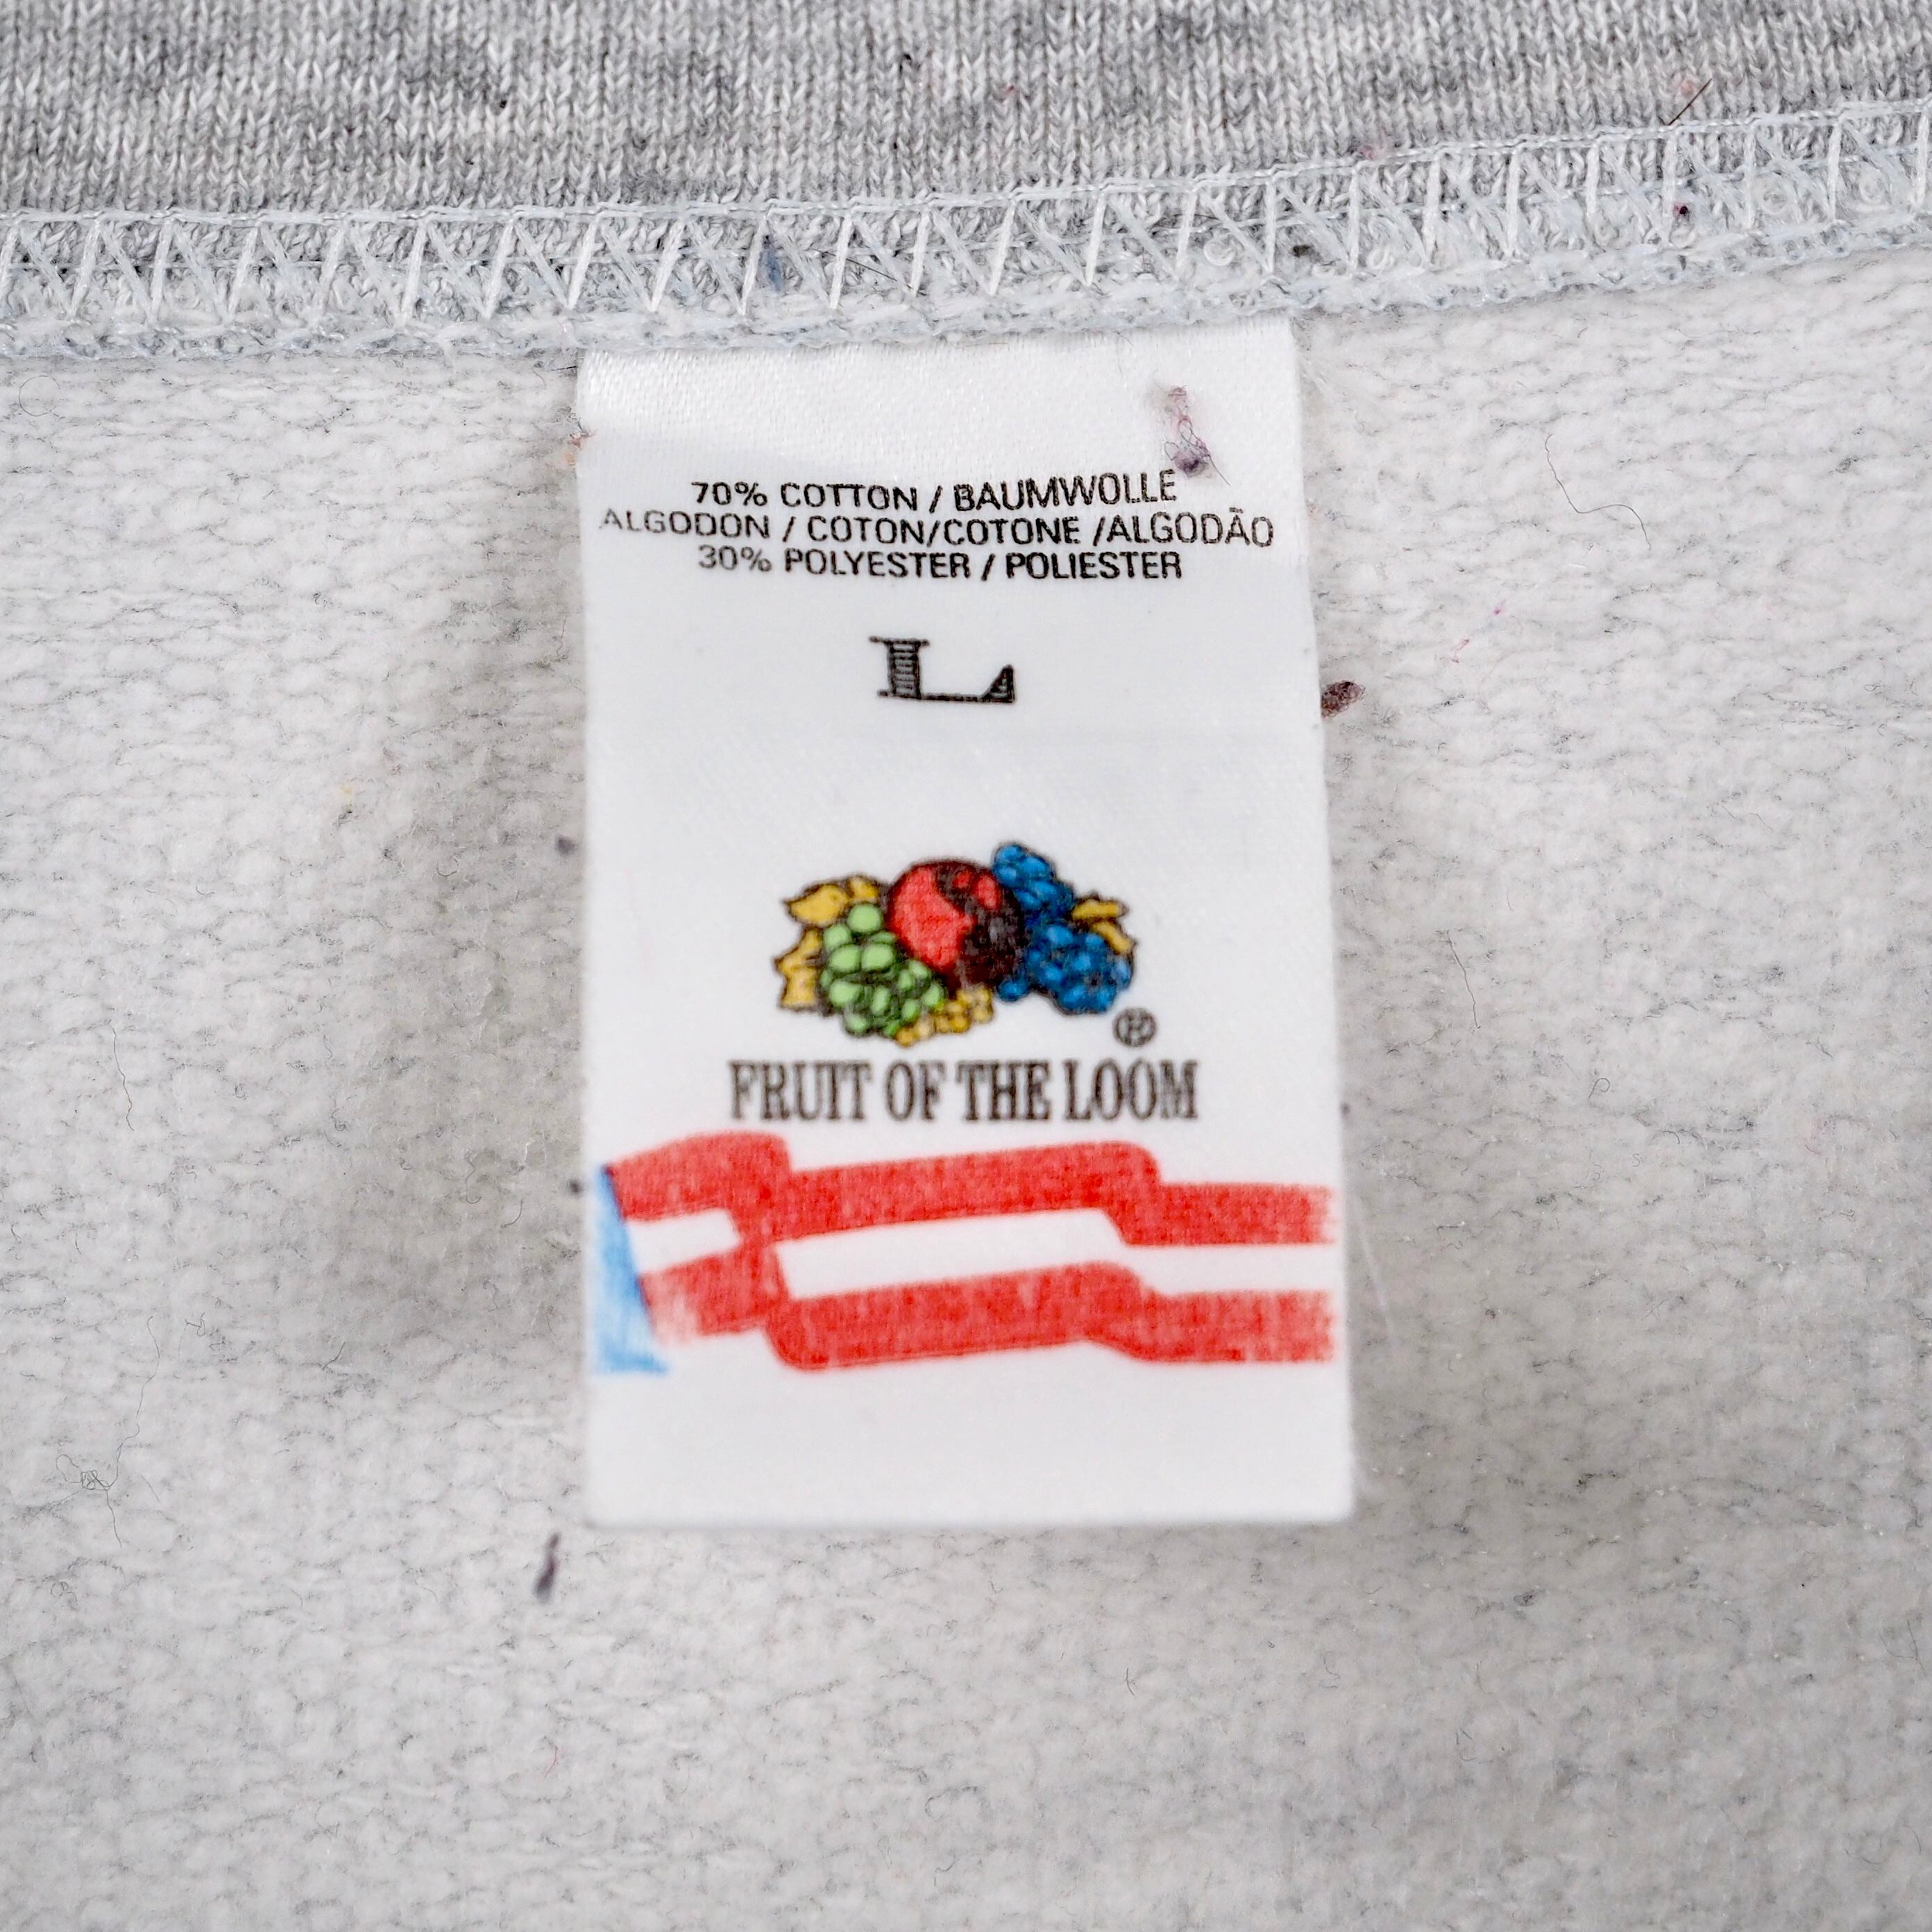 70% COTTON / BAUMWOLLE
ALGODON / COTON/COTONE /ALGODÃO
30% POLYESTER / POLIESTER
L
®
FRUIT OF THE LOOM